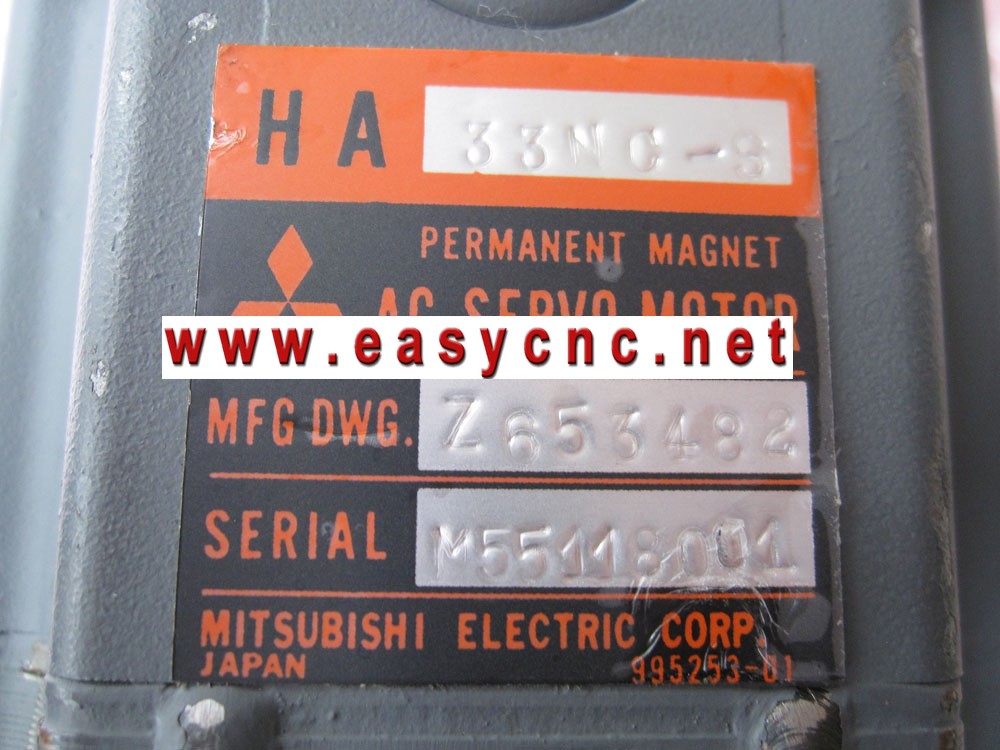 HA 33NC-S
PERMANENT MAGNET
AC SERVO MOTOR
www.easycnc.net
MFG DWG. Z653482
SERIAL M55118001
MITSUBISHI ELECTRIC CORP.
JAPAN 995253-01